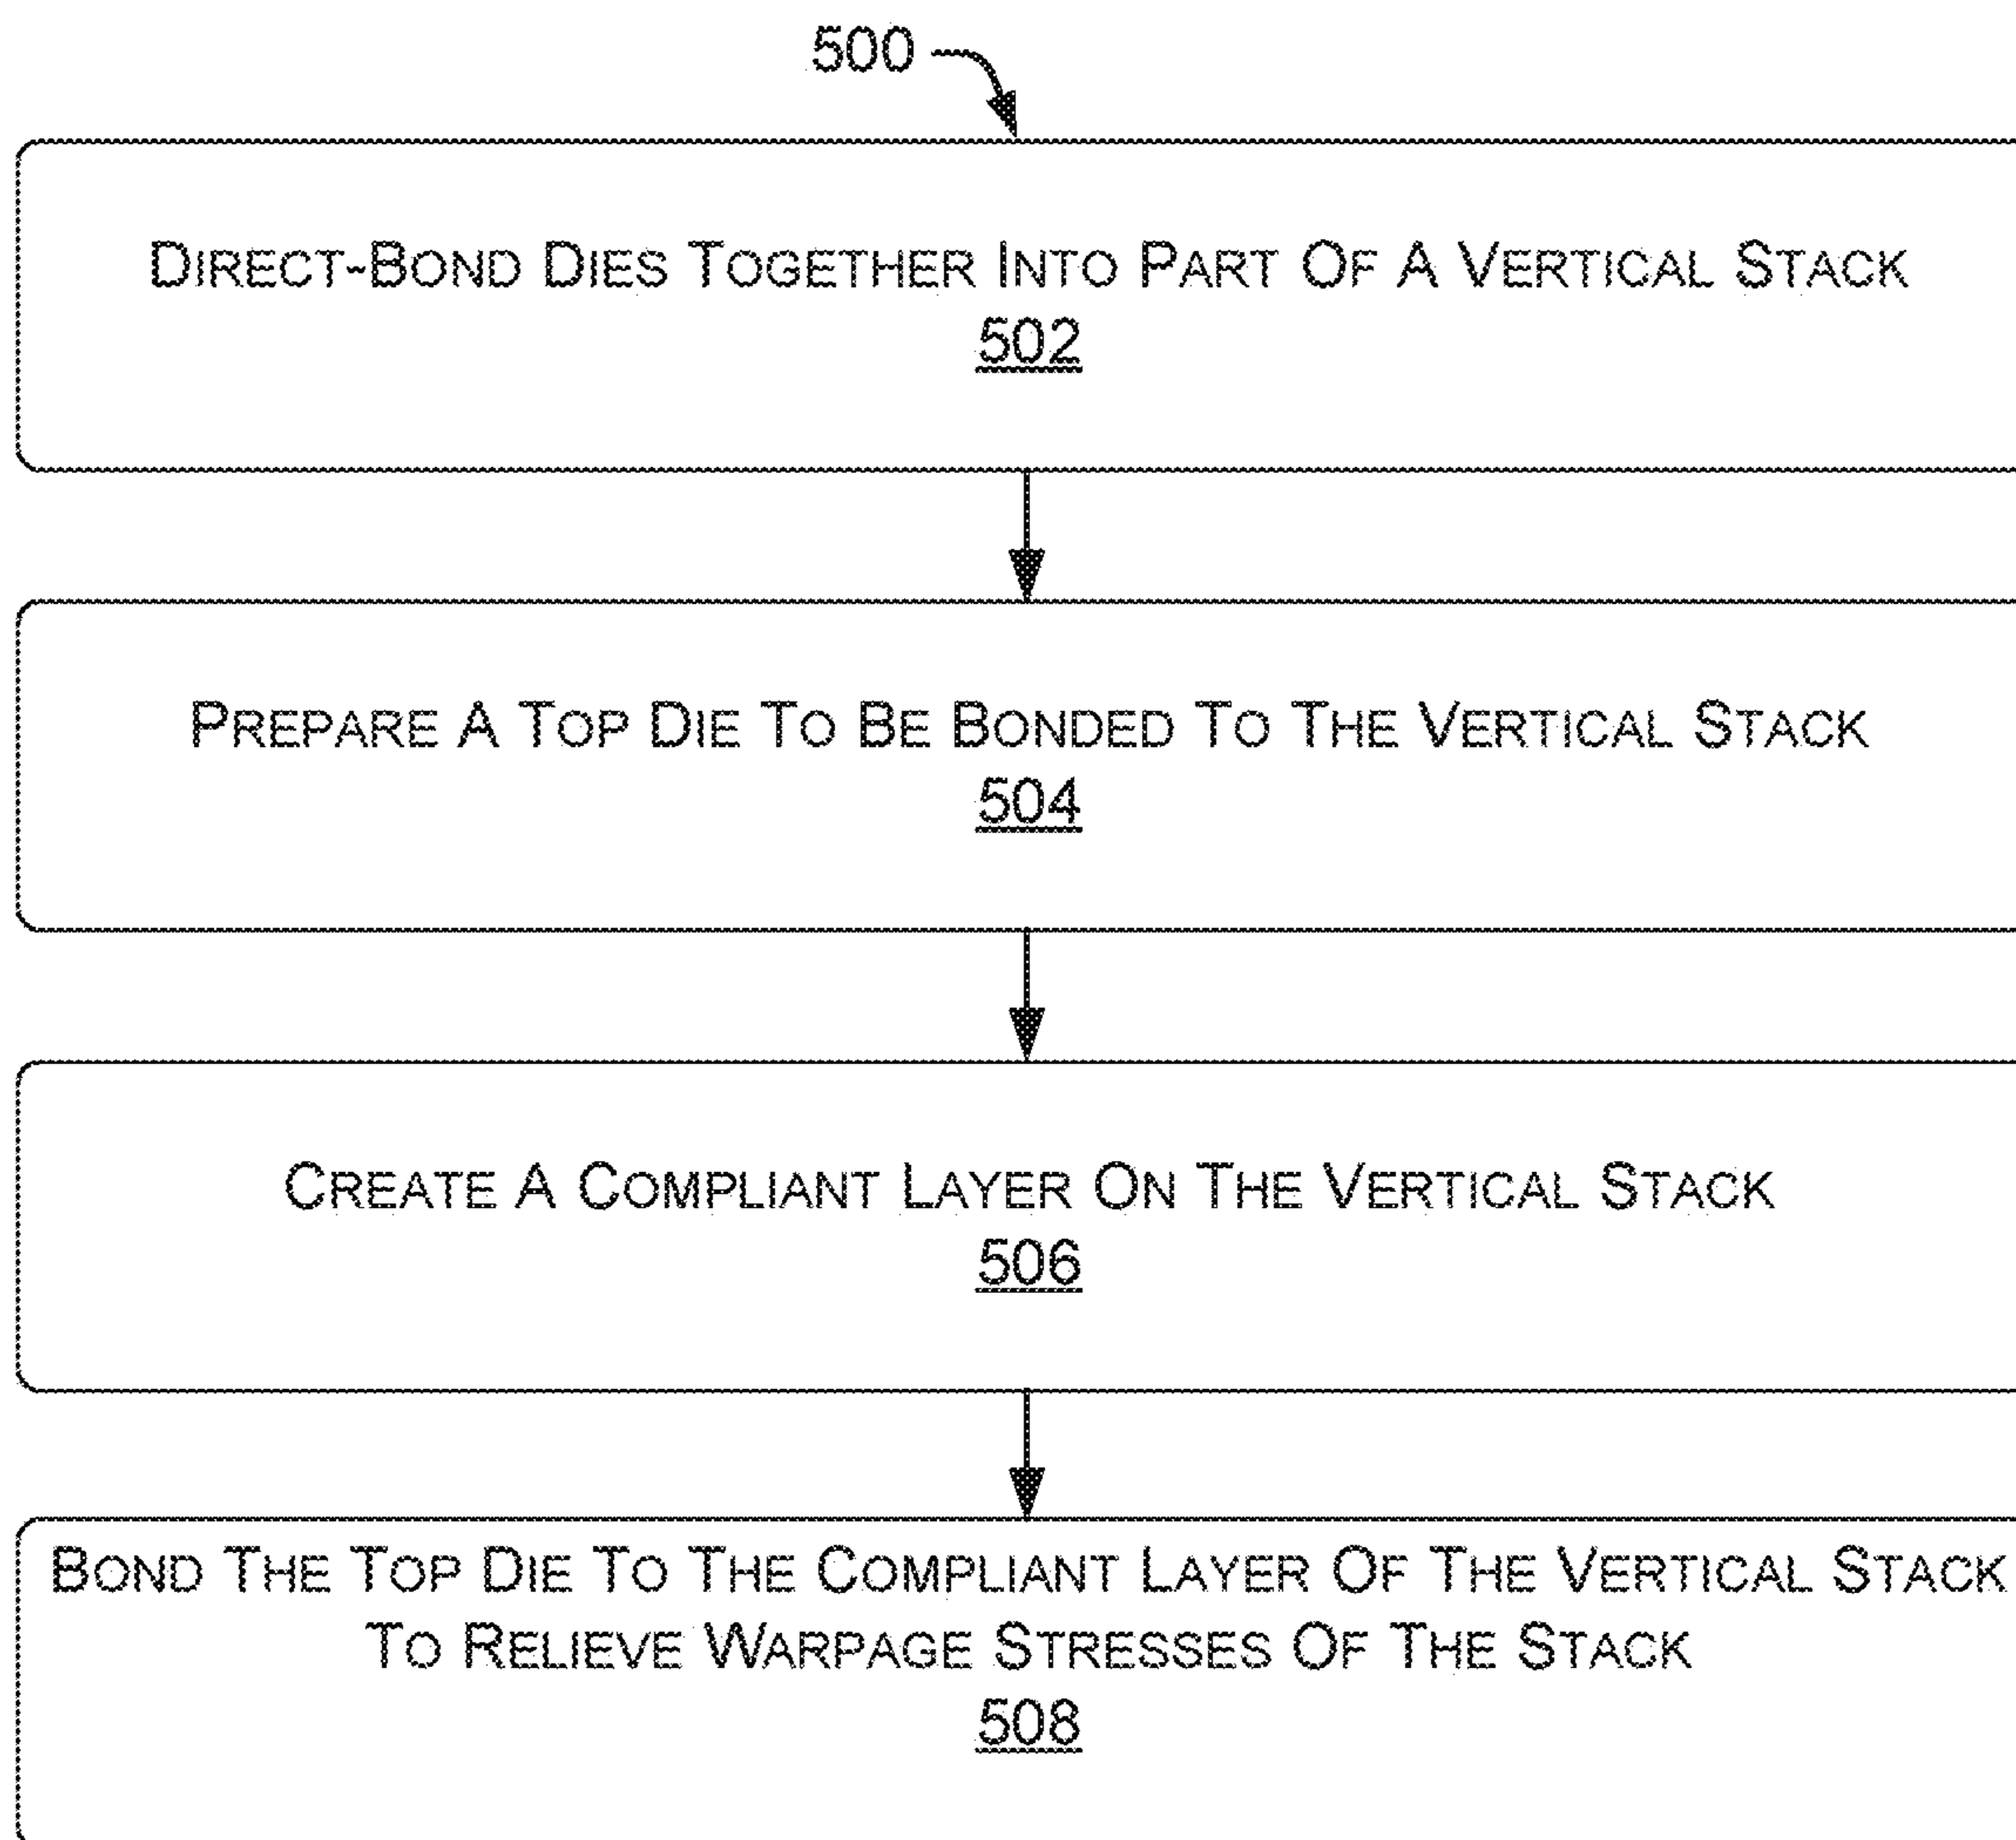 500
DIRECT-BOND DIES TOGETHER INTO PART OF A VERTICAL STACK
502
PREPARE A TOP DIE TO BE BONDED TO THE VERTICAL STACK
504
CREATE A COMPLIANT LAYER ON THE VERTICAL STACK
506
BOND THE TOP DIE TO THE COMPLIANT LAYER OF THE VERTICAL STACK
TO RELIEVE WARPAGE STRESSES OF THE STACK
508